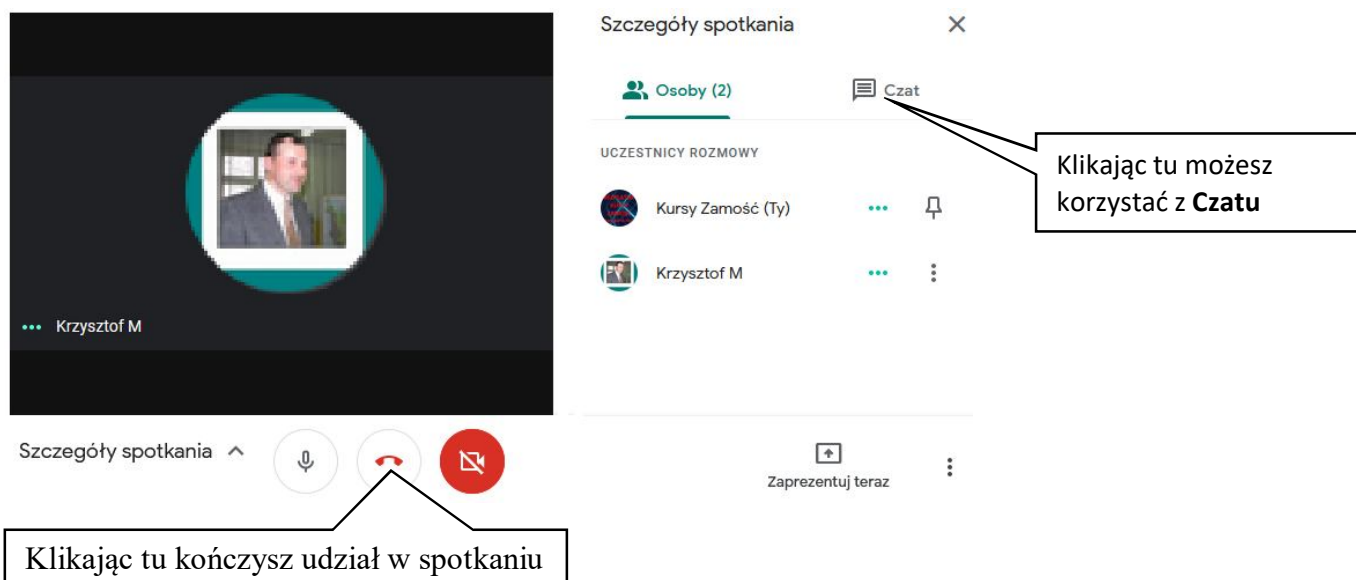 Szczegóły spotkania
Osoby (2)
Czat
UCZESTNICY ROZMOWY
Kursy Zamość (Ty)
Krzysztof M
Klikając tu możesz
korzystać z Czatu
Krzysztof M
Szczegóły spotkania
Zaprezentuj teraz
Klikając tu kończysz udział w spotkaniu